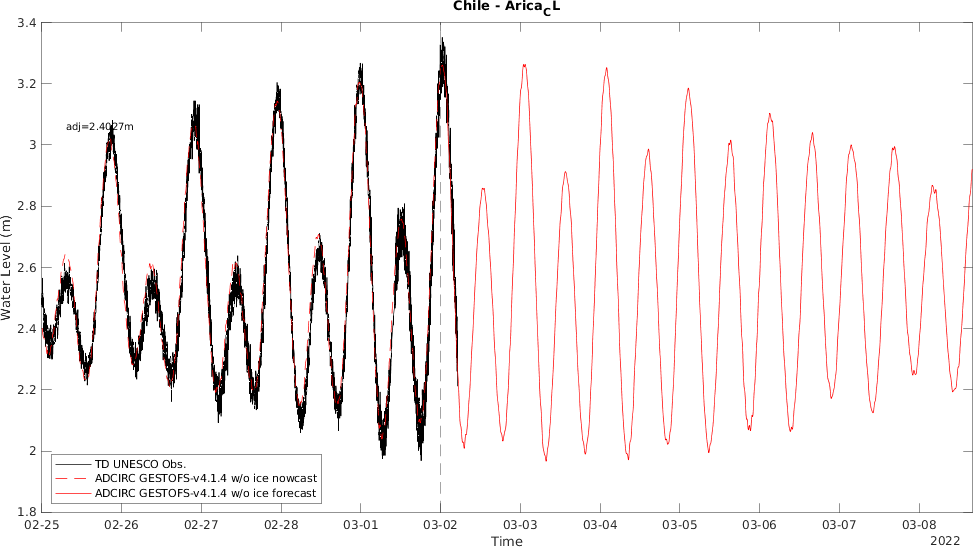 Chile - Arica_CL
3.4
3.2
3
2.8
2.6
2.4
2.2
2
1.8
Water Level (m)
adj=2.4027m
TD UNESCO Obs.
ADCIRC GESTOFS-v4.1.4 w/o ice nowcast
ADCIRC GESTOFS-v4.1.4 w/o ice forecast
02-25 02-26 02-27 02-28 03-01 03-02 03-03 03-04 03-05 03-06 03-07 03-08
Time
2022